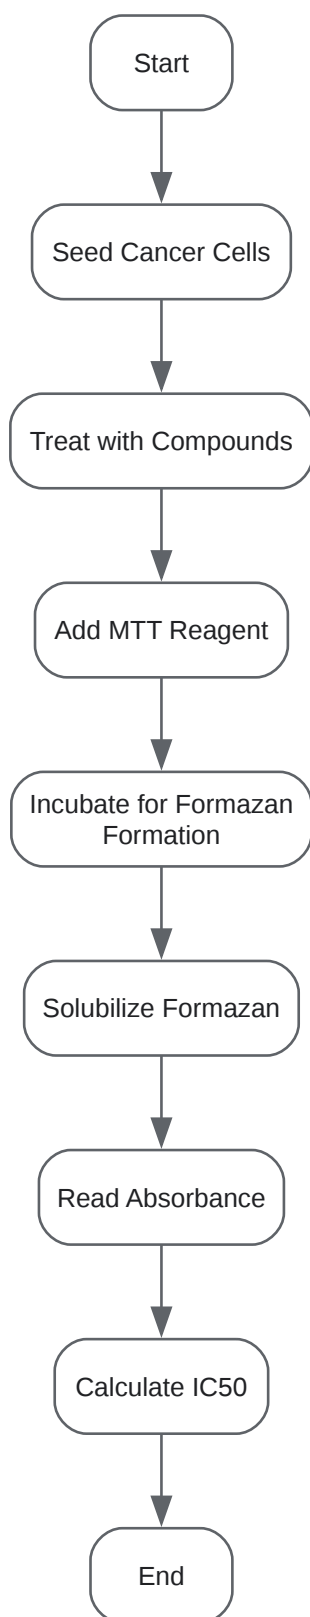 Start
Seed Cancer Cells
Treat with Compounds
Add MTT Reagent
Incubate for Formazan
Formation
Solubilize Formazan
Read Absorbance
Calculate IC50
End